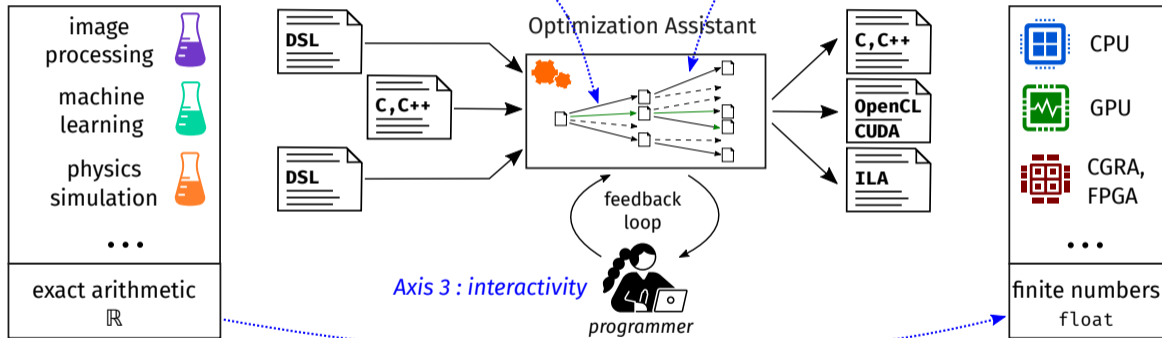 image
processing
machine
learning
physics
simulation
...
exact arithmetic
ℝ
DSL
C,C++
DSL
Optimization Assistant
feedback
loop
Axis 3 : interactivity
programmer
C,C++
OpenCL
CUDA
ILA
CPU
GPU
CGRA,
FPGA
...
finite numbers
float